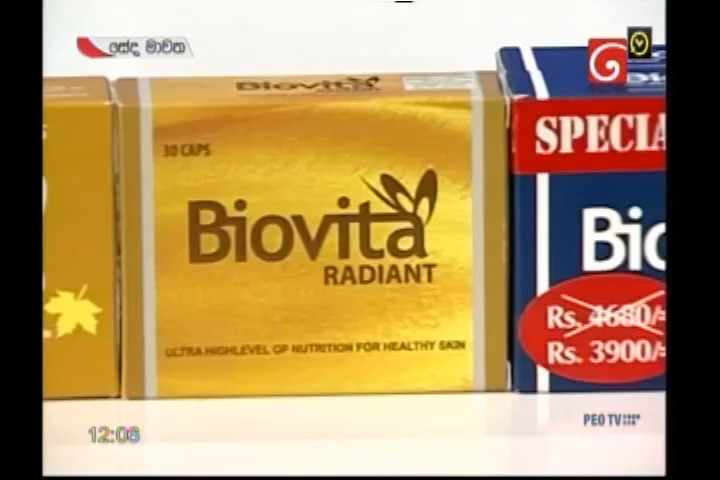 සේද මාවත
Biovita
30 CAPS
Biovita
RADIANT
ULTRA HIGHLEVEL OF NUTRITION FOR HEALTHY SKIN
SPECIA
Bio
Rs. 4680/=
Rs. 3900/=
PEO TV
12:06